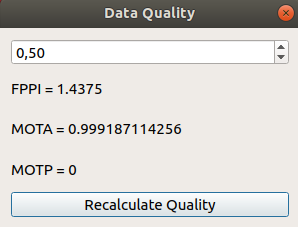 Data Quality
0,50
FPPI = 1.4375
MOTA = 0.999187114256
MOTP = 0
Recalculate Quality